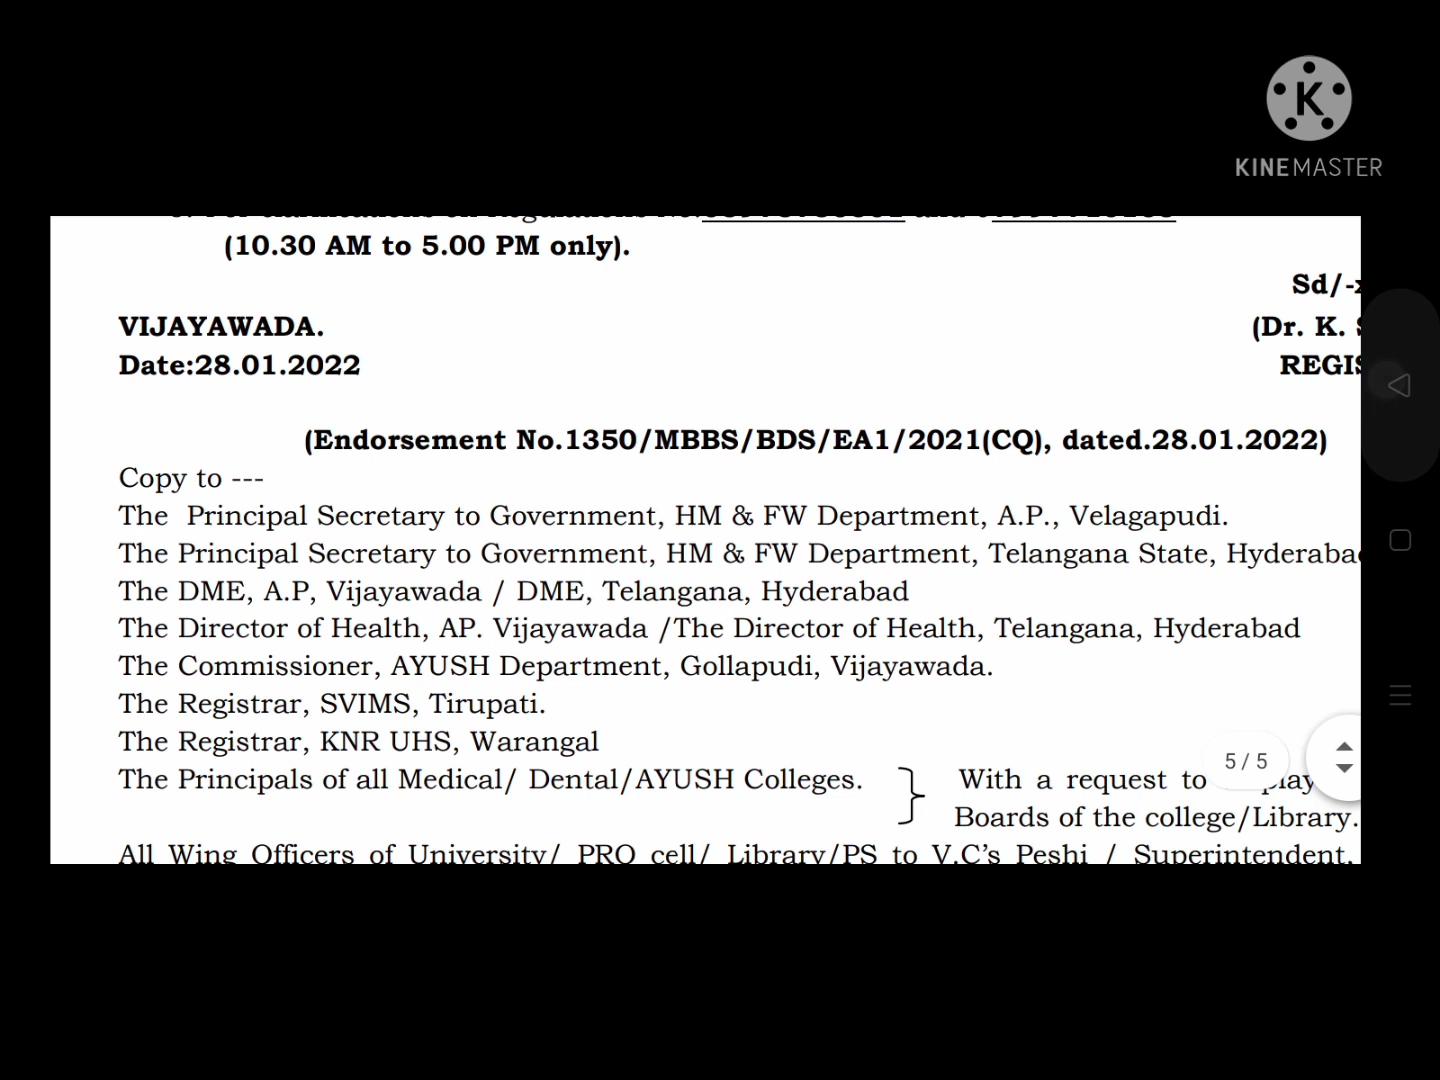 KINEMASTER
(10.30 AM to 5.00 PM only).
Sd/-x
VIJAYAWADA.
(Dr. K. S
Date:28.01.2022
REGIS
(Endorsement No.1350/MBBS/BDS/EA1/2021(CQ), dated.28.01.2022)
Copy to ---
The Principal Secretary to Government, HM & FW Department, A.P., Velagapudi.
The Principal Secretary to Government, HM & FW Department, Telangana State, Hyderabad
The DME, A.P, Vijayawada / DME, Telangana, Hyderabad
The Director of Health, AP. Vijayawada /The Director of Health, Telangana, Hyderabad
The Commissioner, AYUSH Department, Gollapudi, Vijayawada.
The Registrar, SVIMS, Tirupati.
The Registrar, KNR UHS, Warangal
5 / 5
The Principals of all Medical/ Dental/AYUSH Colleges. With a request to
Boards of the college/Library.
All Wing Officers of University/ PRO cell/ Library/PS to V.C's Peshi / Superintendent,